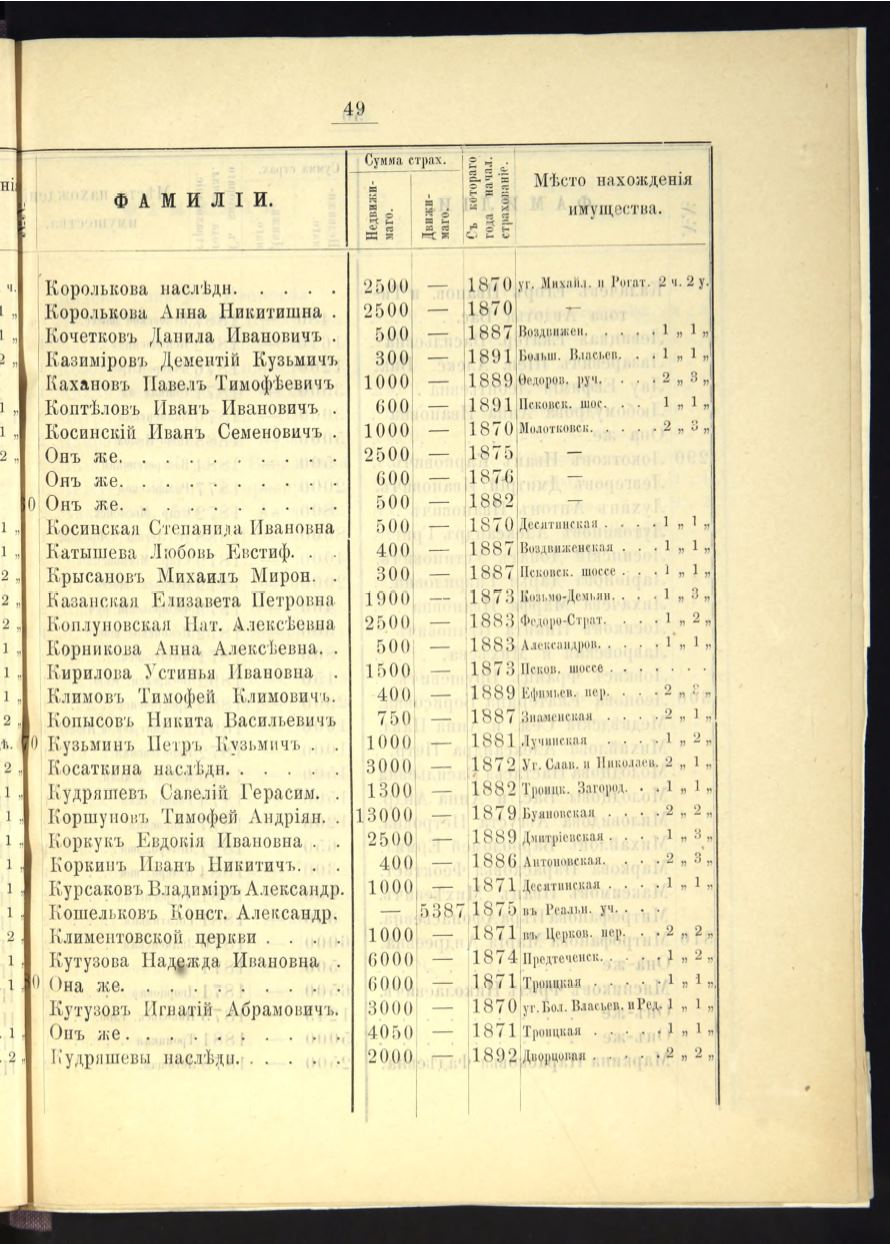 49
ФАМИЛІИ.
Сумма страх.
Недвижи-
маго.
Движи-
маго.
Съ котораго
года начал.
страхованіе.
Мѣсто нахожденія
имущества.
Королькова наслѣдн. . . . . 2500 — 1870 уг. Михайл. и Рогат. 2 ч. 2 у.
Королькова Анна Никитишна . 2500 — 1870 —
Кочетковъ Данила Ивановичъ . 500 — 1887 Воздвижен. . . . . 1 „ 1 „
Казиміровъ Дементій Кузьмичъ 300 — 1891 Больш. Власьев. . . 1 „ 1 „
Кахановъ Павелъ Тимофѣевичъ 1000 — 1889 Ѳедоров. руч. . . . 2 „ 3 „
Коптѣловъ Иванъ Ивановичъ . 600 — 1891 Псковск. шос. . . 1 „ 1 „
Косинскій Иванъ Семеновичъ . 1000 — 1870 Молотковск. . . . . 2 „ 3 „
Онъ же. . . . . . . . . 2500 — 1875 —
Онъ же. . . . . . . . . 600 — 1876 —
0 Онъ же. . . . . . . . . 500 — 1882 —
Косинская Степанида Ивановна 500 — 1870 Десятинская . . . . 1 „ 1 „
Катышева Любовь Евстиф. . . 400 — 1887 Воздвиженская . . . 1 „ 1 „
Крысановъ Михаилъ Мирон. . 300 — 1887 Псковск. шоссе . . . 1 „ 1 „
Казанская Елизавета Петровна 1900 — 1873 Козьмо-Демьян. . . . 1 „ 3 „
Коплуновская Нат. Алексѣевна 2500 — 1883 Федоро-Страт. . . . 1 „ 2 „
Корникова Анна Алексѣевна. . 500 — 1883 Александров. . . . . 1 „ 1 „
Кирилова Устинья Ивановна . 1500 — 1873 Псков. шоссе . . . . . . .
Климовъ Тимофей Климовичъ. 400 — 1889 Ефимьев. пер. . . . 2 „ „
Копысовъ Никита Васильевичъ 750 — 1887 Знаменская . . . . 2 „ 1 „
70 Кузьминъ Петръ Кузьмичъ . . 1000 — 1881 Лучинская . . . . 1 „ 2 „
Косаткина наслѣдн. . . . . . 3000 — 1872 Уг. Слав. и Николаев. 2 „ 1 „
Кудряшевъ Савелій Герасим. . 1300 — 1882 Троицк. Загород. . . 1 „ 1 „
Коршуновъ Тимофей Андріян. . 13000 — 1879 Буяновская . . . . 2 „ 2 „
Коркукъ Евдокія Ивановна . . 2500 — 1889 Дмитріевская . . . 1 „ 3 „
Коркинъ Иванъ Никитичъ. . . 400 — 1886 Антоновская. . . . 2 „ 3 „
Курсаковъ Владиміръ Александр. 1000 — 1871 Десятинская . . . . 1 „ 1 „
Кошельковъ Конст. Александр. — 5387 1875 въ Реальн. уч. . . .
Климентовской церкви . . . . 1000 — 1871 въ Церков. пер. . . 2 „ 2 „
Кутузова Надежда Ивановна . 6000 — 1874 Предтеченск. . . . 1 „ 2 „
0 Она же. . . . . . . . . 6000 — 1871 Троицкая . . . . . 1 „ 1 „
Кутузовъ Игнатій Абрамовичъ. 3000 — 1870 уг. Бол. Власьев. и Ред. 1 „ 1 „
Онъ же . . . . . . . . . 4050 — 1871 Троицкая . . . . . 1 „ 1 „
Кудряшевы наслѣдн. . . . . . 2000 — 1892 Дворцовая . . . . . 2 „ 2 „